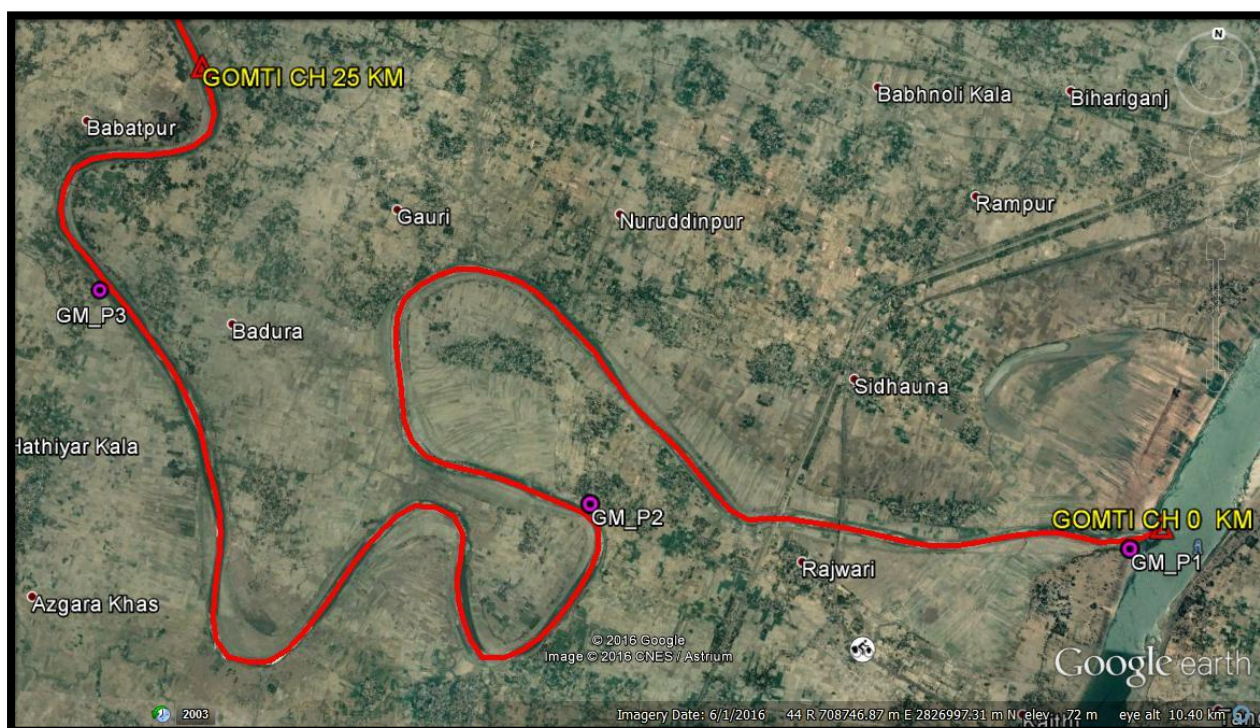 N
GOMTI CH 25 KM
Babhnoli Kala
Bihariganj
Babatpur
Rampur
Gauri
Nuruddinpur
GM_P3
Badura
Sidhauna
Hathiyar Kala
GM_P2
GOMTI CH 0 KM
GM_P1
Rajwari
Azgara Khas
© 2016 Google
Image © 2016 CNES / Astrium
Google earth
2003
Imagery Date: 6/1/2016 44 R 708746.87 m E 2826997.31 m N elev 72 m eye alt 10.40 km
Kaithi